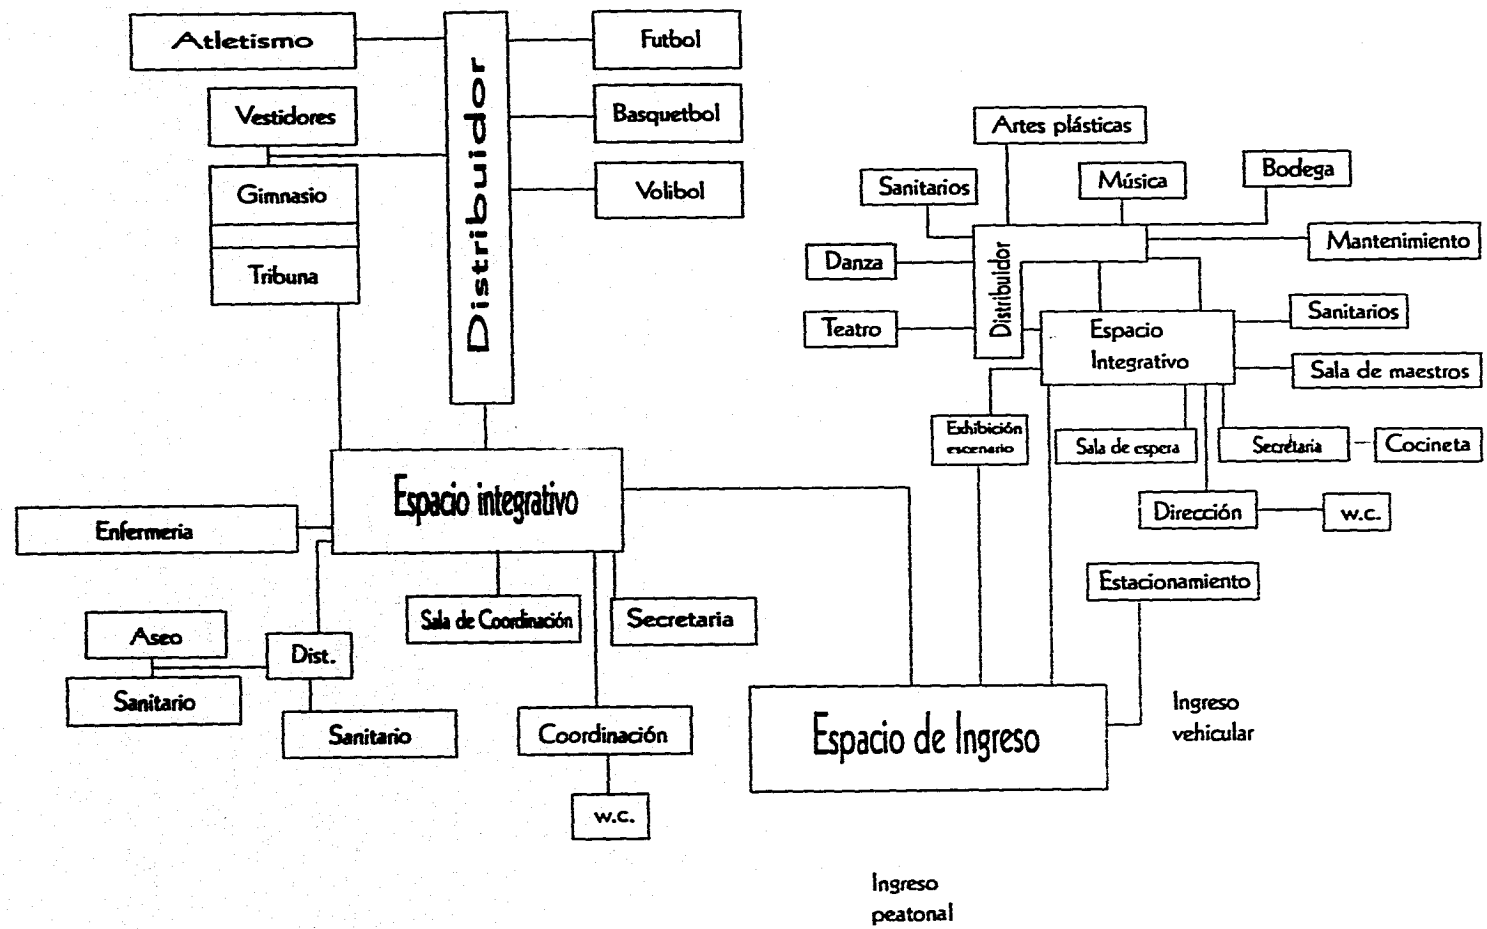 Atletismo
Futbol
Vestidores
Basquetbol
Gimnasio
Volibol
Tribuna
Distribuidor
Artes plásticas
Sanitarios
Música
Bodega
Danza
Mantenimiento
Distribuidor
Teatro
Espacio
Integrativo
Sanitarios
Sala de maestros
Exhibición
escenario
Sala de espera
Secrétaria
Cocineta
Dirección
w.c.
Espacio integrativo
Enfermeria
Sala de Coordinación
Secretaria
Aseo
Dist.
Sanitario
Sanitario
Coordinación
w.c.
Estacionamiento
Espacio de Ingreso
Ingreso
vehicular
Ingreso
peatonal